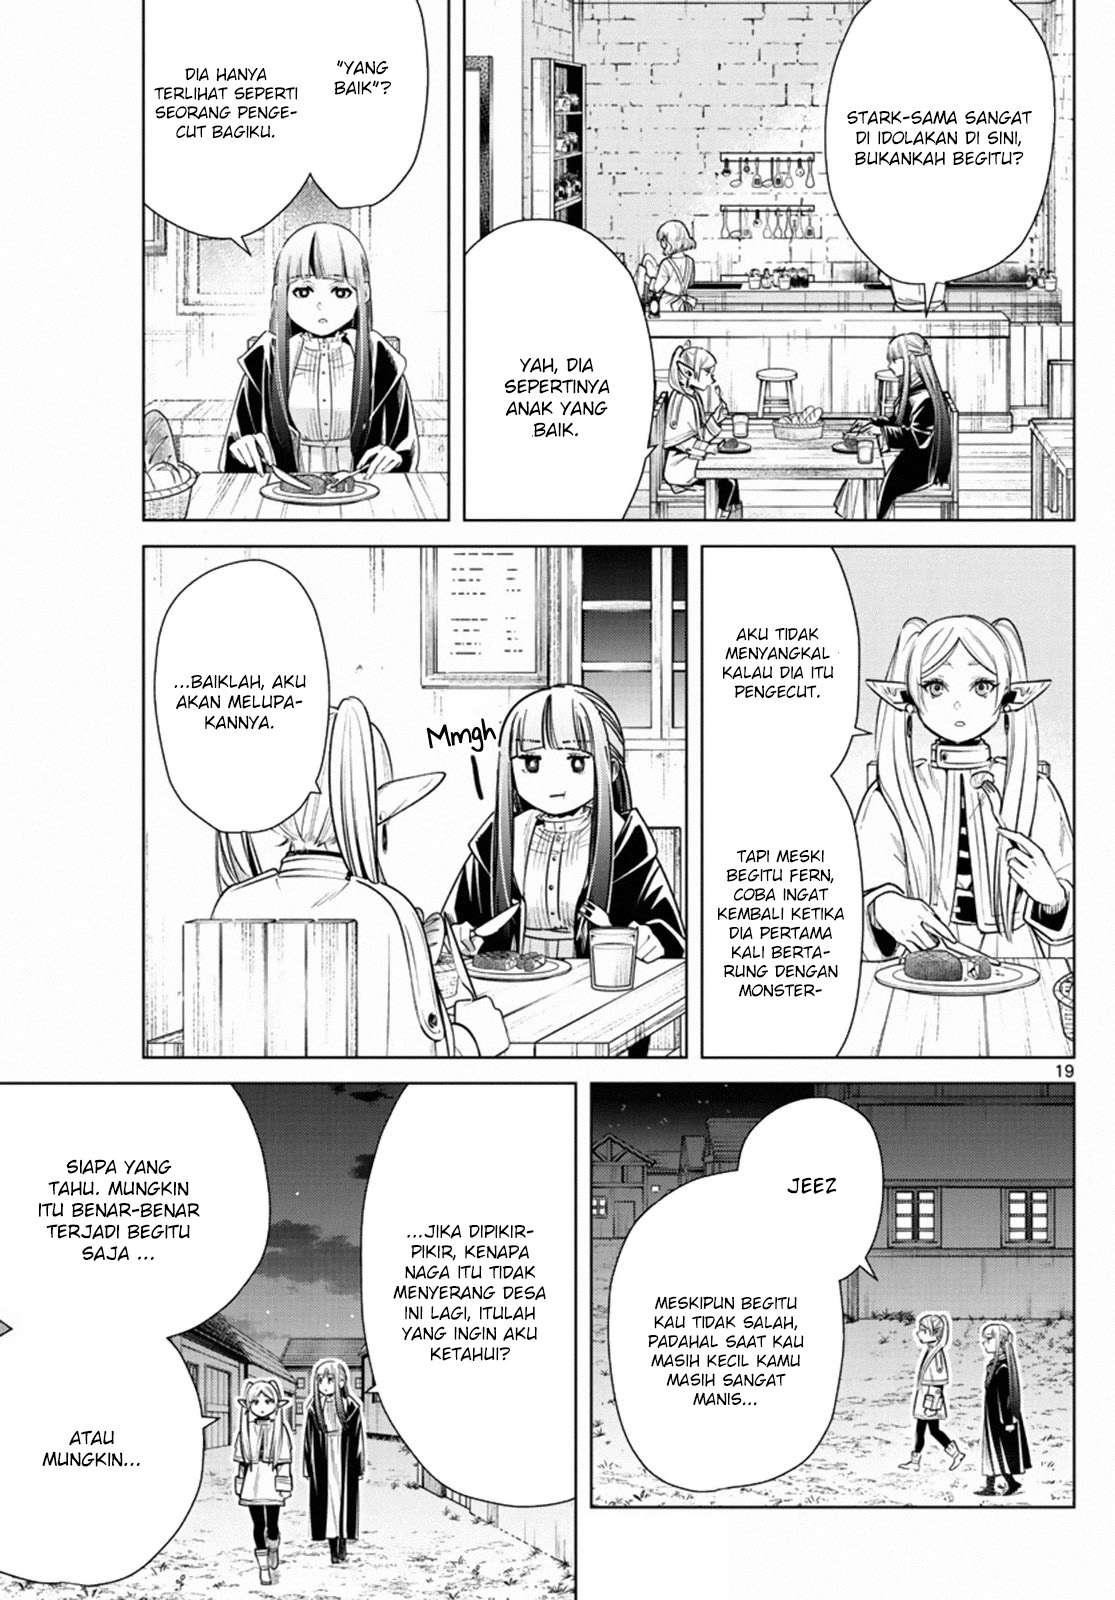 STARK-SAMA SANGAT
DI IDOLAKAN DI SINI,
BUKANKAH BEGITU?
YAH, DIA
SEPERTINYA
ANAK YANG
BAIK.
"YANG
BAIK"?
DIA HANYA
TERLIHAT SEPERTI
SEORANG PENGE-
CUT BAGIKU.
AKU TIDAK
MENYANGKAL
KALAU DIA ITU
PENGECUT.
TAPI MESKI
BEGITU FERN,
COBA INGAT
KEMBALI KETIKA
DIA PERTAMA
KALI BERTA-
RUNG DENGAN
MONSTER-
Mmgh
...BAIKLAH, AKU
AKAN MELUPA-
KANNYA.
19
JEEZ
MESKIPUN BEGITU
KAU TIDAK SALAH,
PADAHAL SAAT KAU
MASIH KECIL KAMU
MASIH SANGAT
MANIS...
...JIKA DIPIKIR-
PIKIR, KENAPA
NAGA ITU TIDAK
MENYERANG DESA
INI LAGI, ITULAH
YANG INGIN AKU
KETAHUI?
SIAPA YANG
TAHU. MUNGKIN
ITU BENAR-BENAR
TERJADI BEGITU
SAJA ...
ATAU
MUNGKIN...